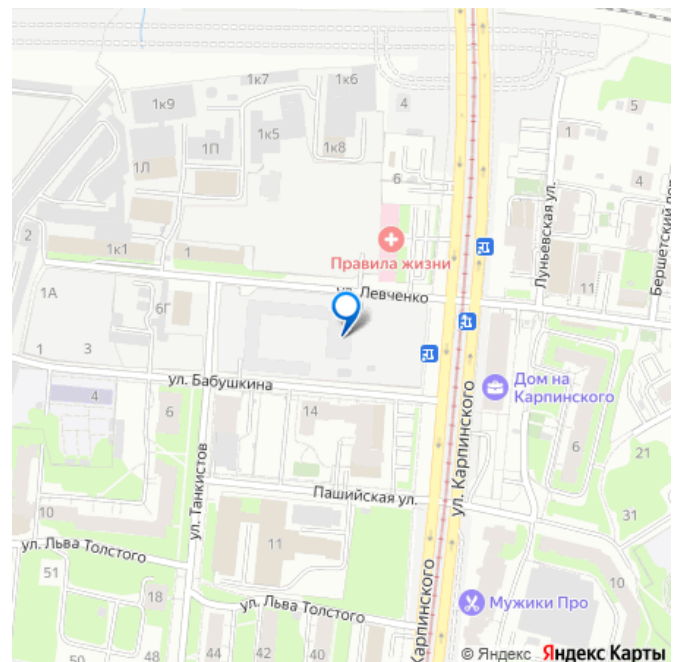 1к7
1к6
1к9
4
5
1к5
1П
1
1к8
1Л
6
Луньевская ул.
Бершетский пер
2
1к1
1
Правила жизни
11
ул. Левченко
1А
6Г
1
3
ул. Бабушкина
Дом на
Карпинского
4
6
14
6
21
ул. Карпинского
Пашийская ул.
ул. Танкистов
10
31
11
ул. Льва Толстого
51
18
10
ул. Льва Толстого
Мужики Про
Карпинского
50
48
44
42
40
© Яндекс Яндекс Карты